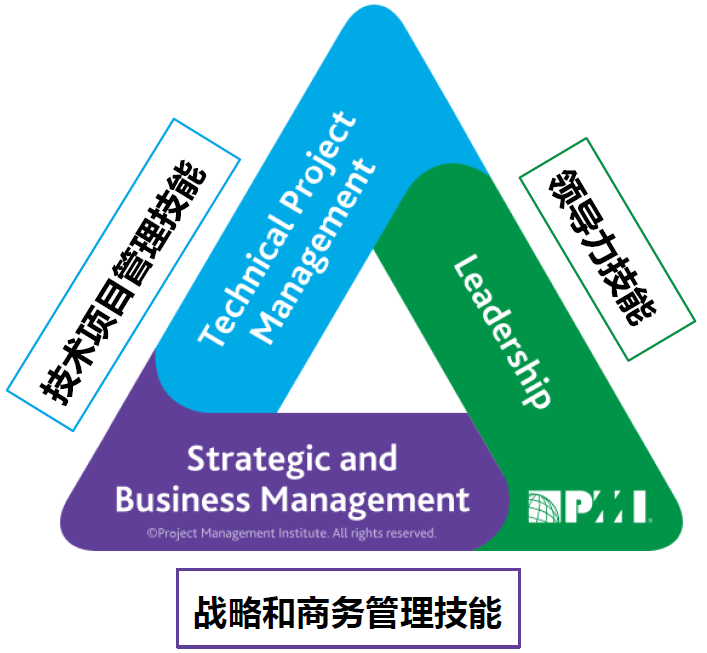 技术项目管理技能
Technical Project
Management
领导力技能
Leadership
Strategic and
Business Management
©Project Management Institute. All rights reserved.
PMI®
战略和商务管理技能